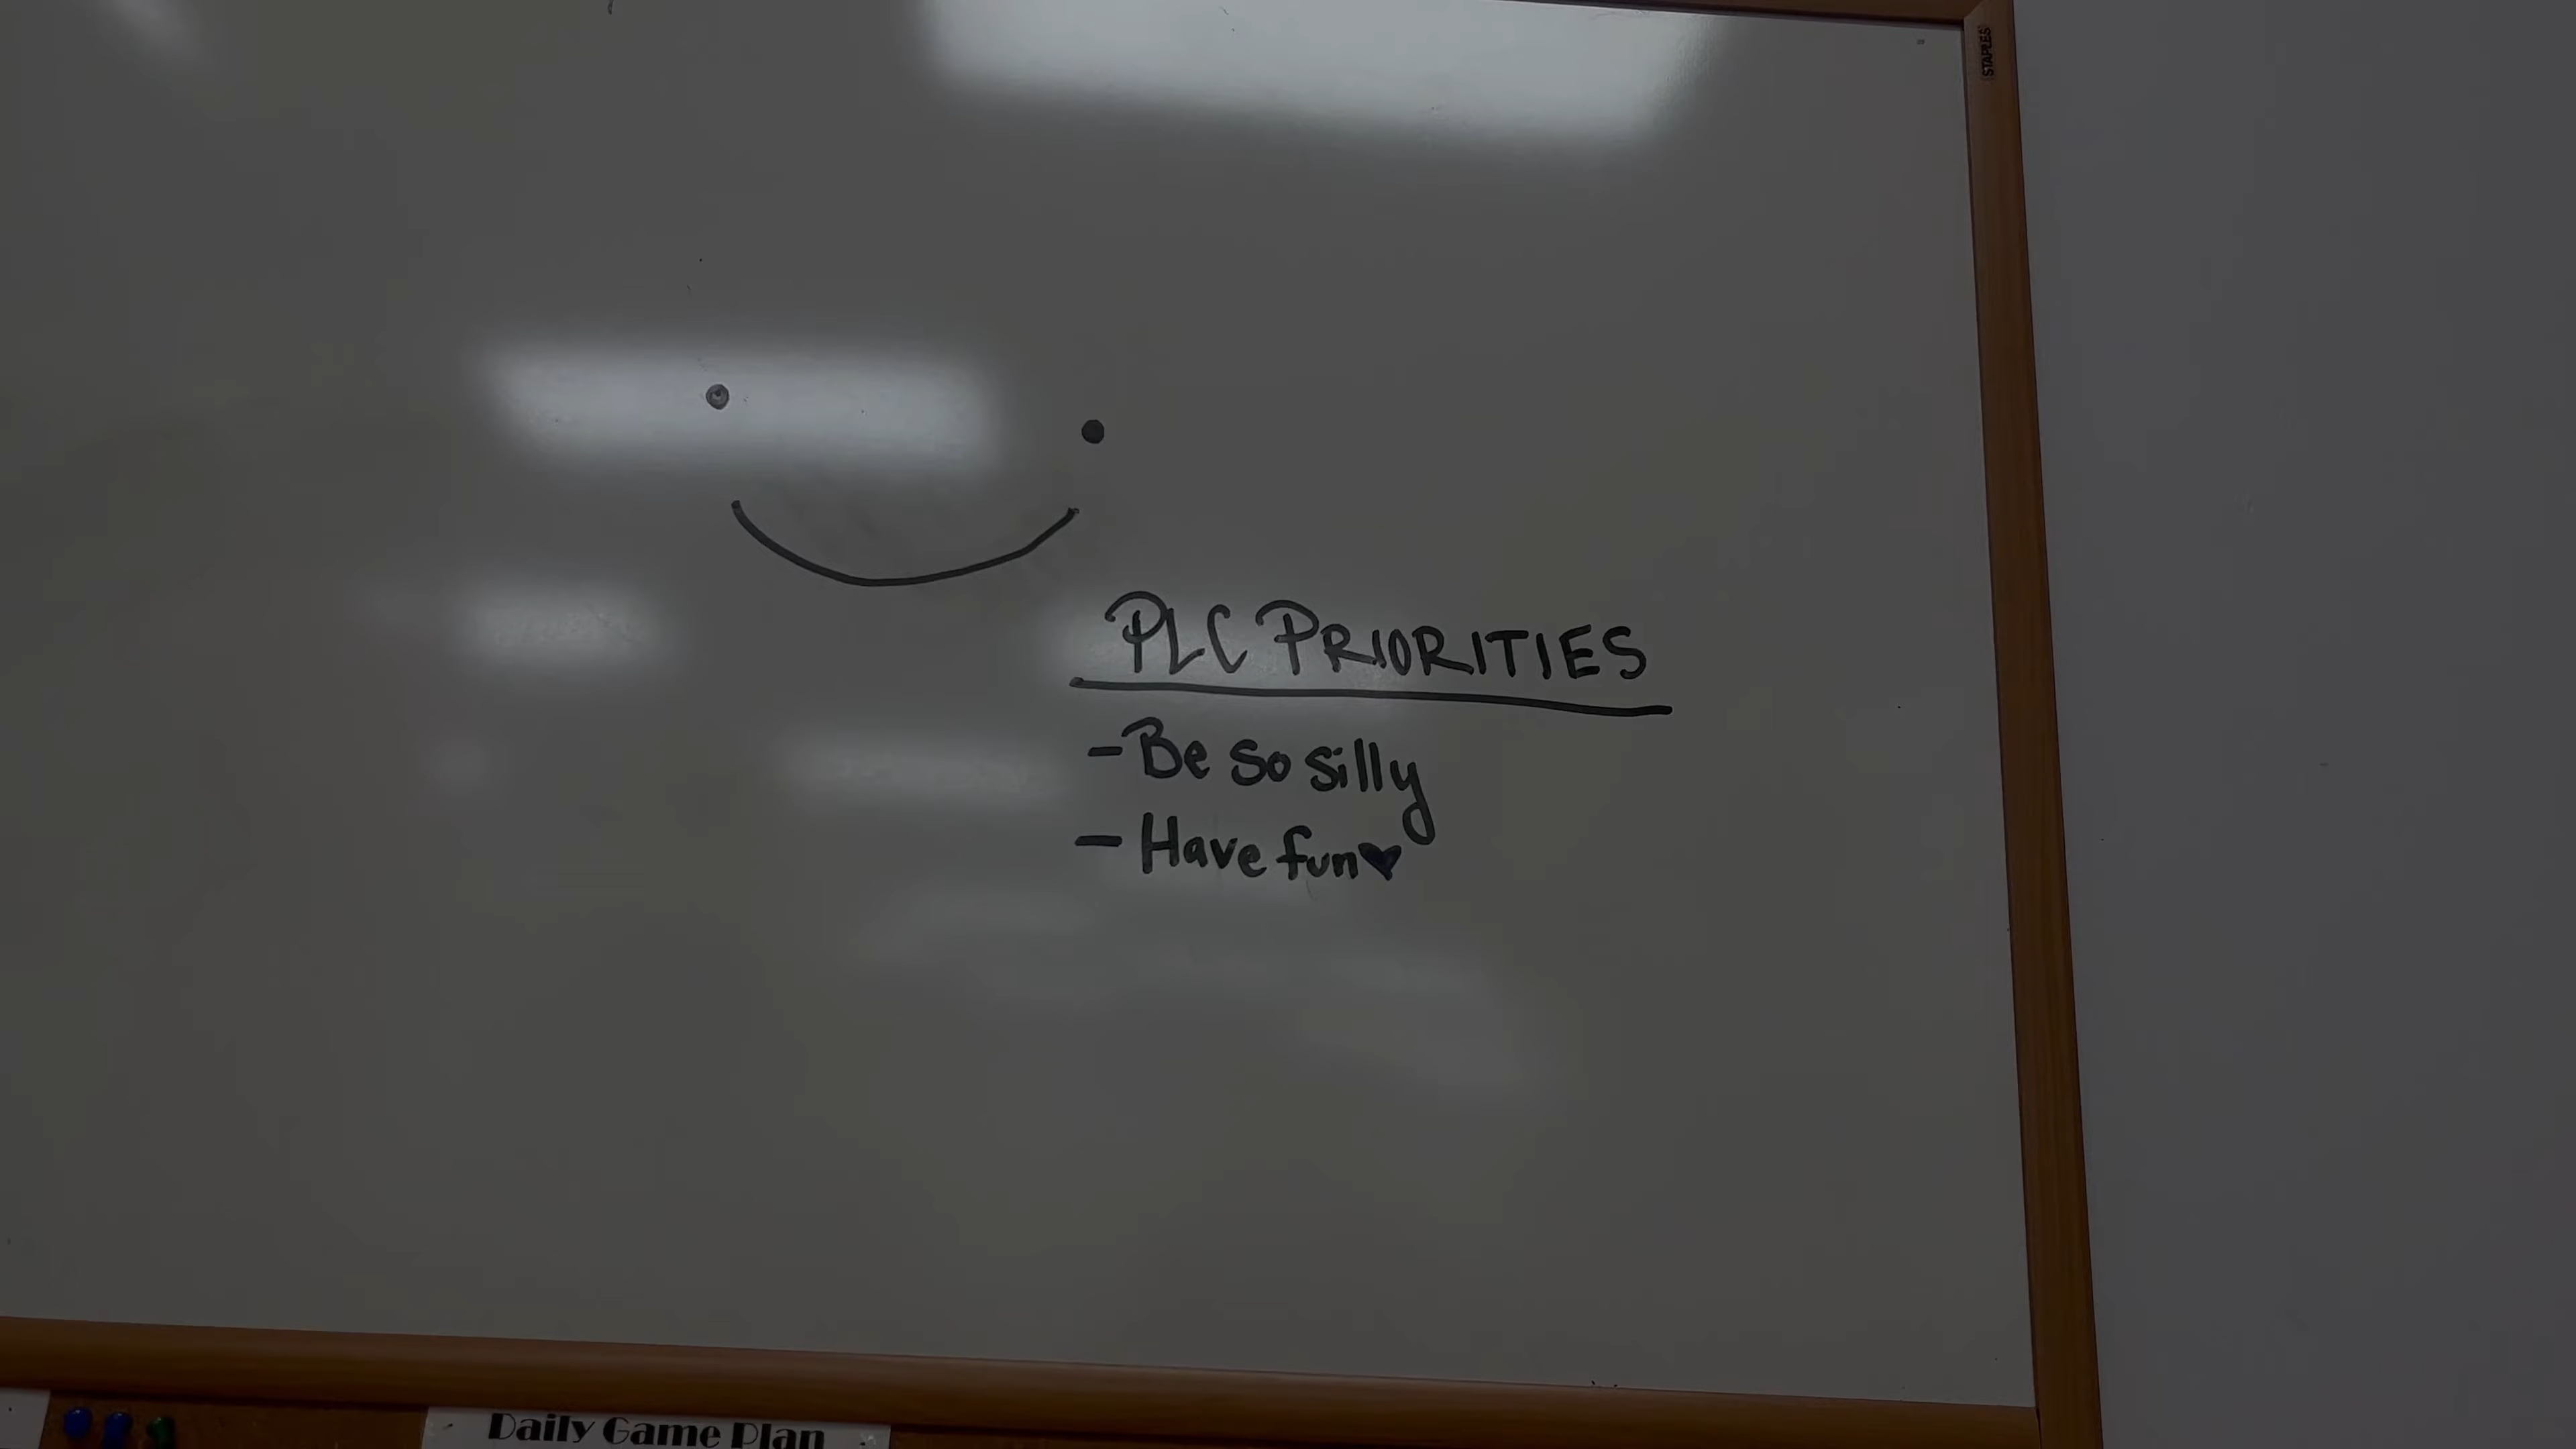 STAPLES
PLC PRIORITIES
- Be so silly
- Have fun♥
Daily Game Plan